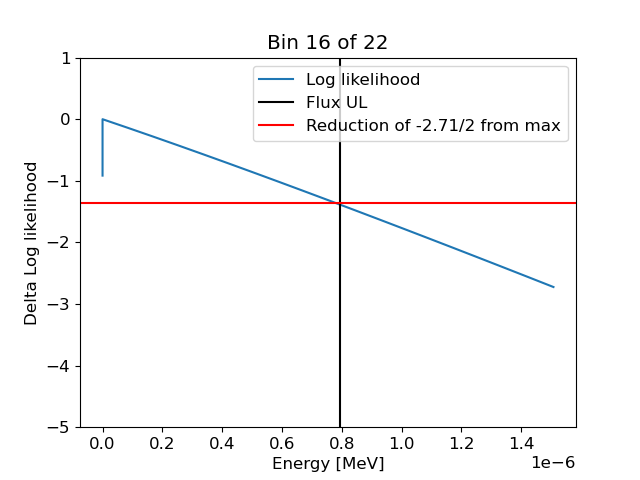 Bin 16 of 22
Log likelihood
Flux UL
Reduction of -2.71/2 from max
Delta Log likelihood
1
0
−1
−2
−3
−4
−5
0.0 0.2 0.4 0.6 0.8 1.0 1.2 1.4
1e−6
Energy [MeV]